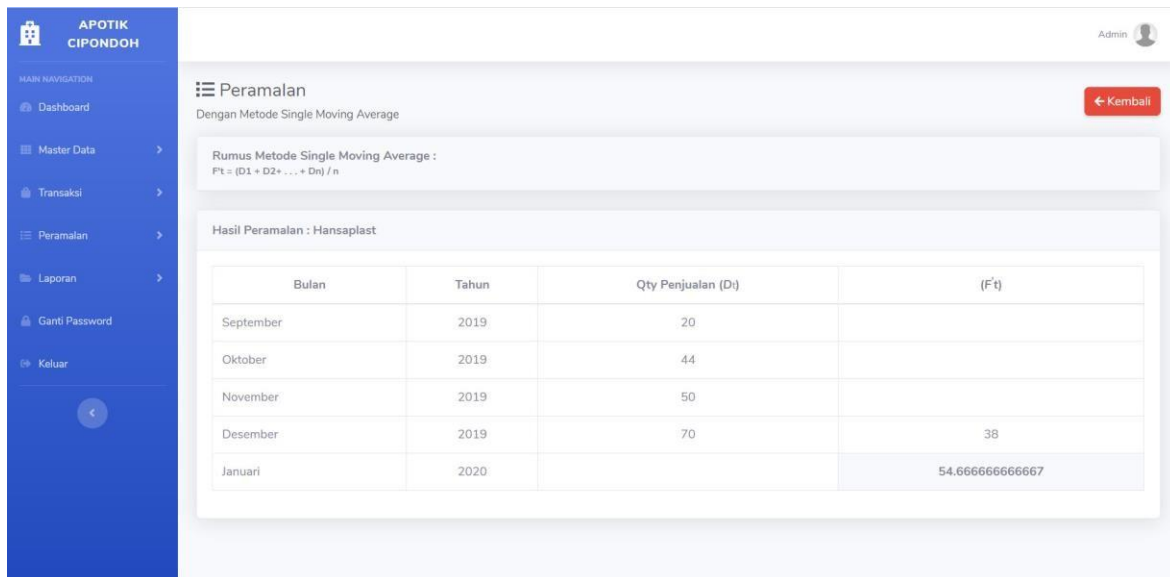 APOTIK
CIPONDOH
Admin
MAIN NAVIGATION
Dashboard
Master Data
Transaksi
Peramalan
Laporan
Ganti Password
Keluar
Peramalan
Dengan Metode Single Moving Average
Kembali
Rumus Metode Single Moving Average :
F't = (D1 + D2+ . . . + Dn) / n
Hasil Peramalan : Hansaplast
Bulan Tahun Qty Penjualan (Dt) (F't)
September 2019 20
Oktober 2019 44
November 2019 50
Desember 2019 70 38
Januari 2020 54.666666666667